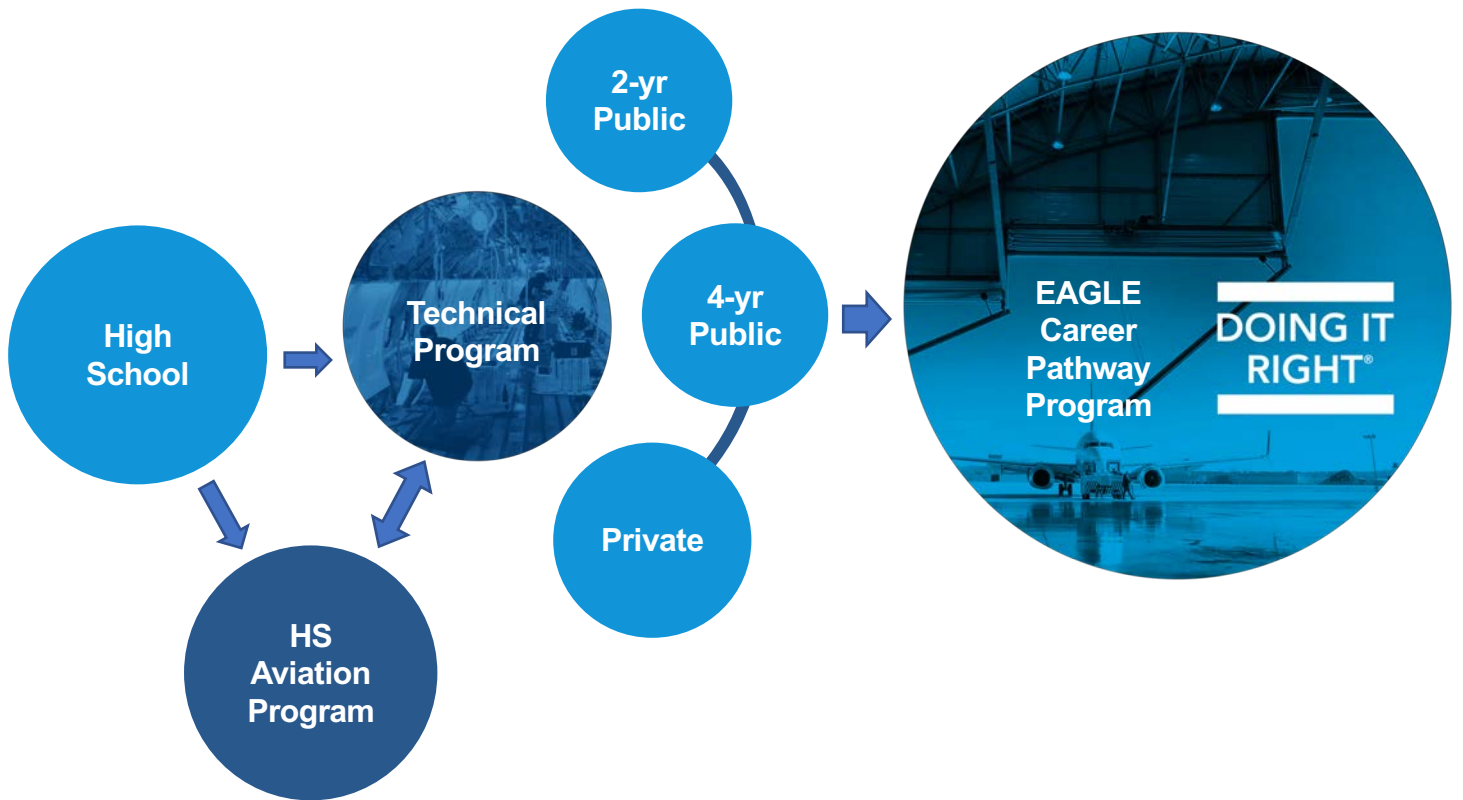 High
School
Technical
Program
HS
Aviation
Program
2-yr
Public
4-yr
Public
Private
EAGLE
Career
Pathway
Program
DOING IT
RIGHT®